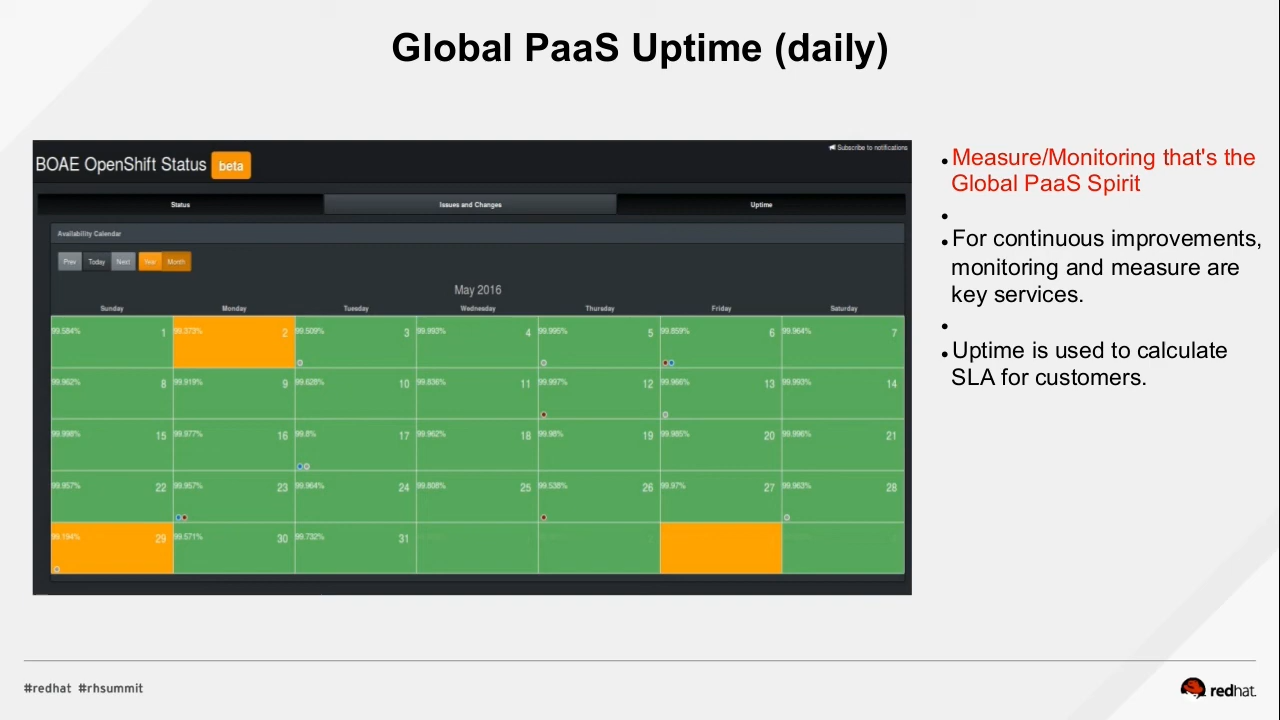 Global PaaS Uptime (daily)
BOAE OpenShift Status beta
Subscribe to notifications
Status Issues and Changes Uptime
Availability Calendar
Prev Today Next Year Month
May 2016
Sunday Monday Tuesday Wednesday Thursday Friday Saturday
99.584% 1 99.373% 2 99.509% 3 99.993% 4 99.995% 5 99.859% 6 99.964% 7
99.962% 8 99.919% 9 99.628% 10 99.836% 11 99.997% 12 99.966% 13 99.993% 14
99.998% 15 99.977% 16 99.8% 17 99.962% 18 99.98% 19 99.985% 20 99.996% 21
99.957% 22 99.957% 23 99.964% 24 99.808% 25 99.538% 26 99.97% 27 99.963% 28
99.194% 29 99.571% 30 99.732% 31
•Measure/Monitoring that's the
Global PaaS Spirit
•
•For continuous improvements,
monitoring and measure are
key services.
•
•Uptime is used to calculate
SLA for customers.
#redhat #rhsummit
redhat.